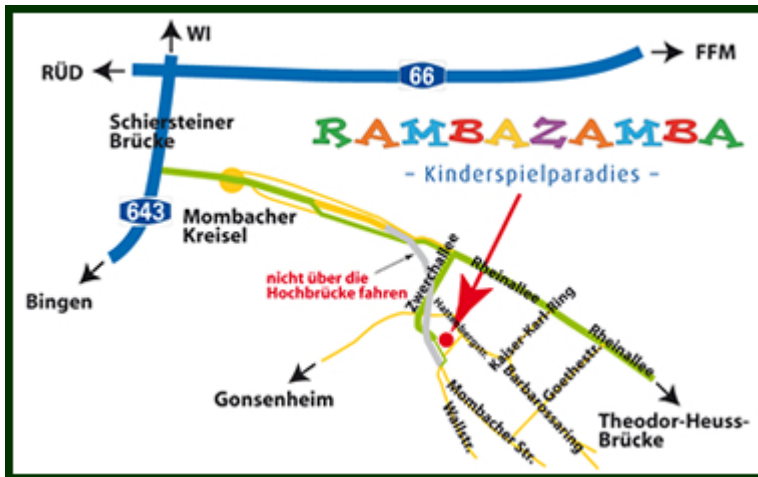 WI
RÜD
66
FFM
Schiersteiner
Brücke
RAMBAZAMBA
- Kinderspielparadies -
643
Mombacher
Kreisel
Bingen
nicht über die
Hochbrücke fahren
Zwerchallee
Rheinallee
Hattenbergstr.
Kaiser-Karl-Ring
Rheinallee
Goethestr.
Barbarossaring
Gonsenheim
Mombacher Str.
Wallstr.
Theodor-Heuss-
Brücke